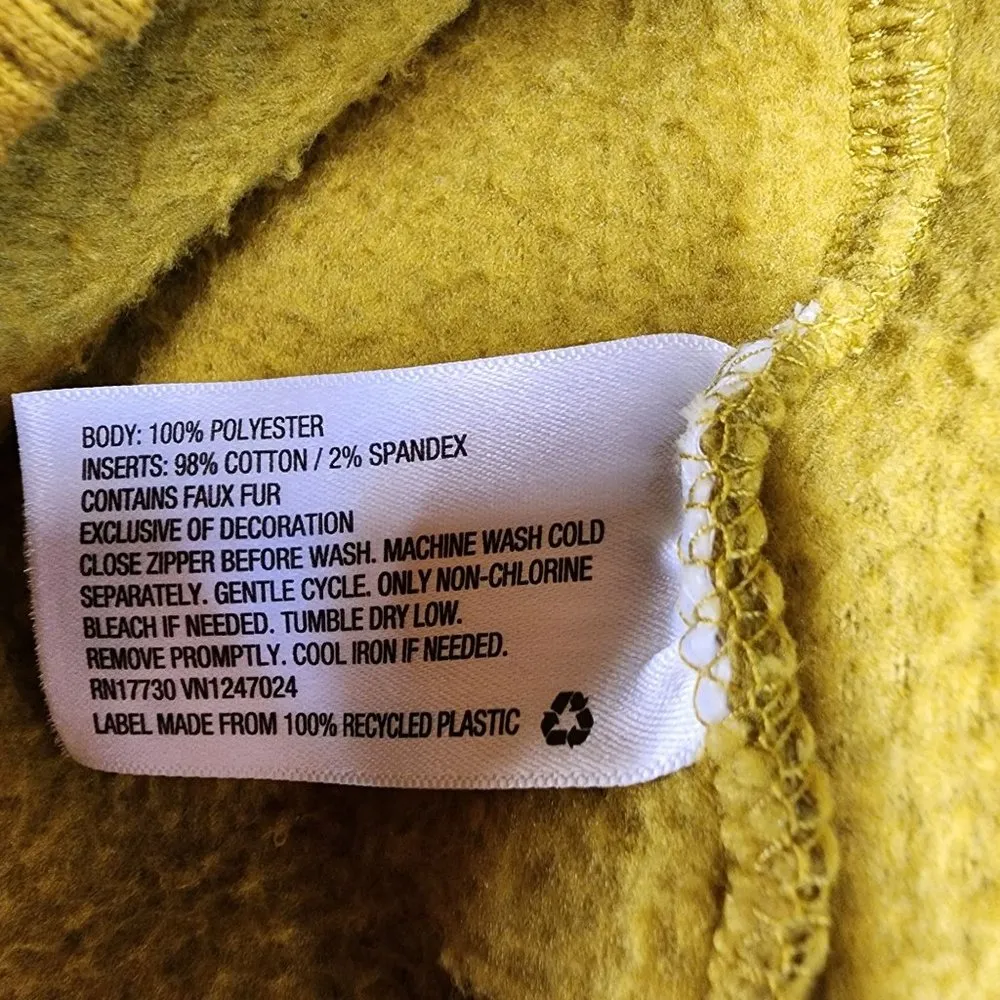 BODY: 100% POLYESTER
INSERTS: 98% COTTON / 2% SPANDEX
CONTAINS FAUX FUR
EXCLUSIVE OF DECORATION
CLOSE ZIPPER BEFORE WASH. MACHINE WASH COLD
SEPARATELY. GENTLE CYCLE. ONLY NON-CHLORINE
BLEACH IF NEEDED. TUMBLE DRY LOW.
REMOVE PROMPTLY. COOL IRON IF NEEDED.
RN17730 VN1247024
LABEL MADE FROM 100% RECYCLED PLASTIC